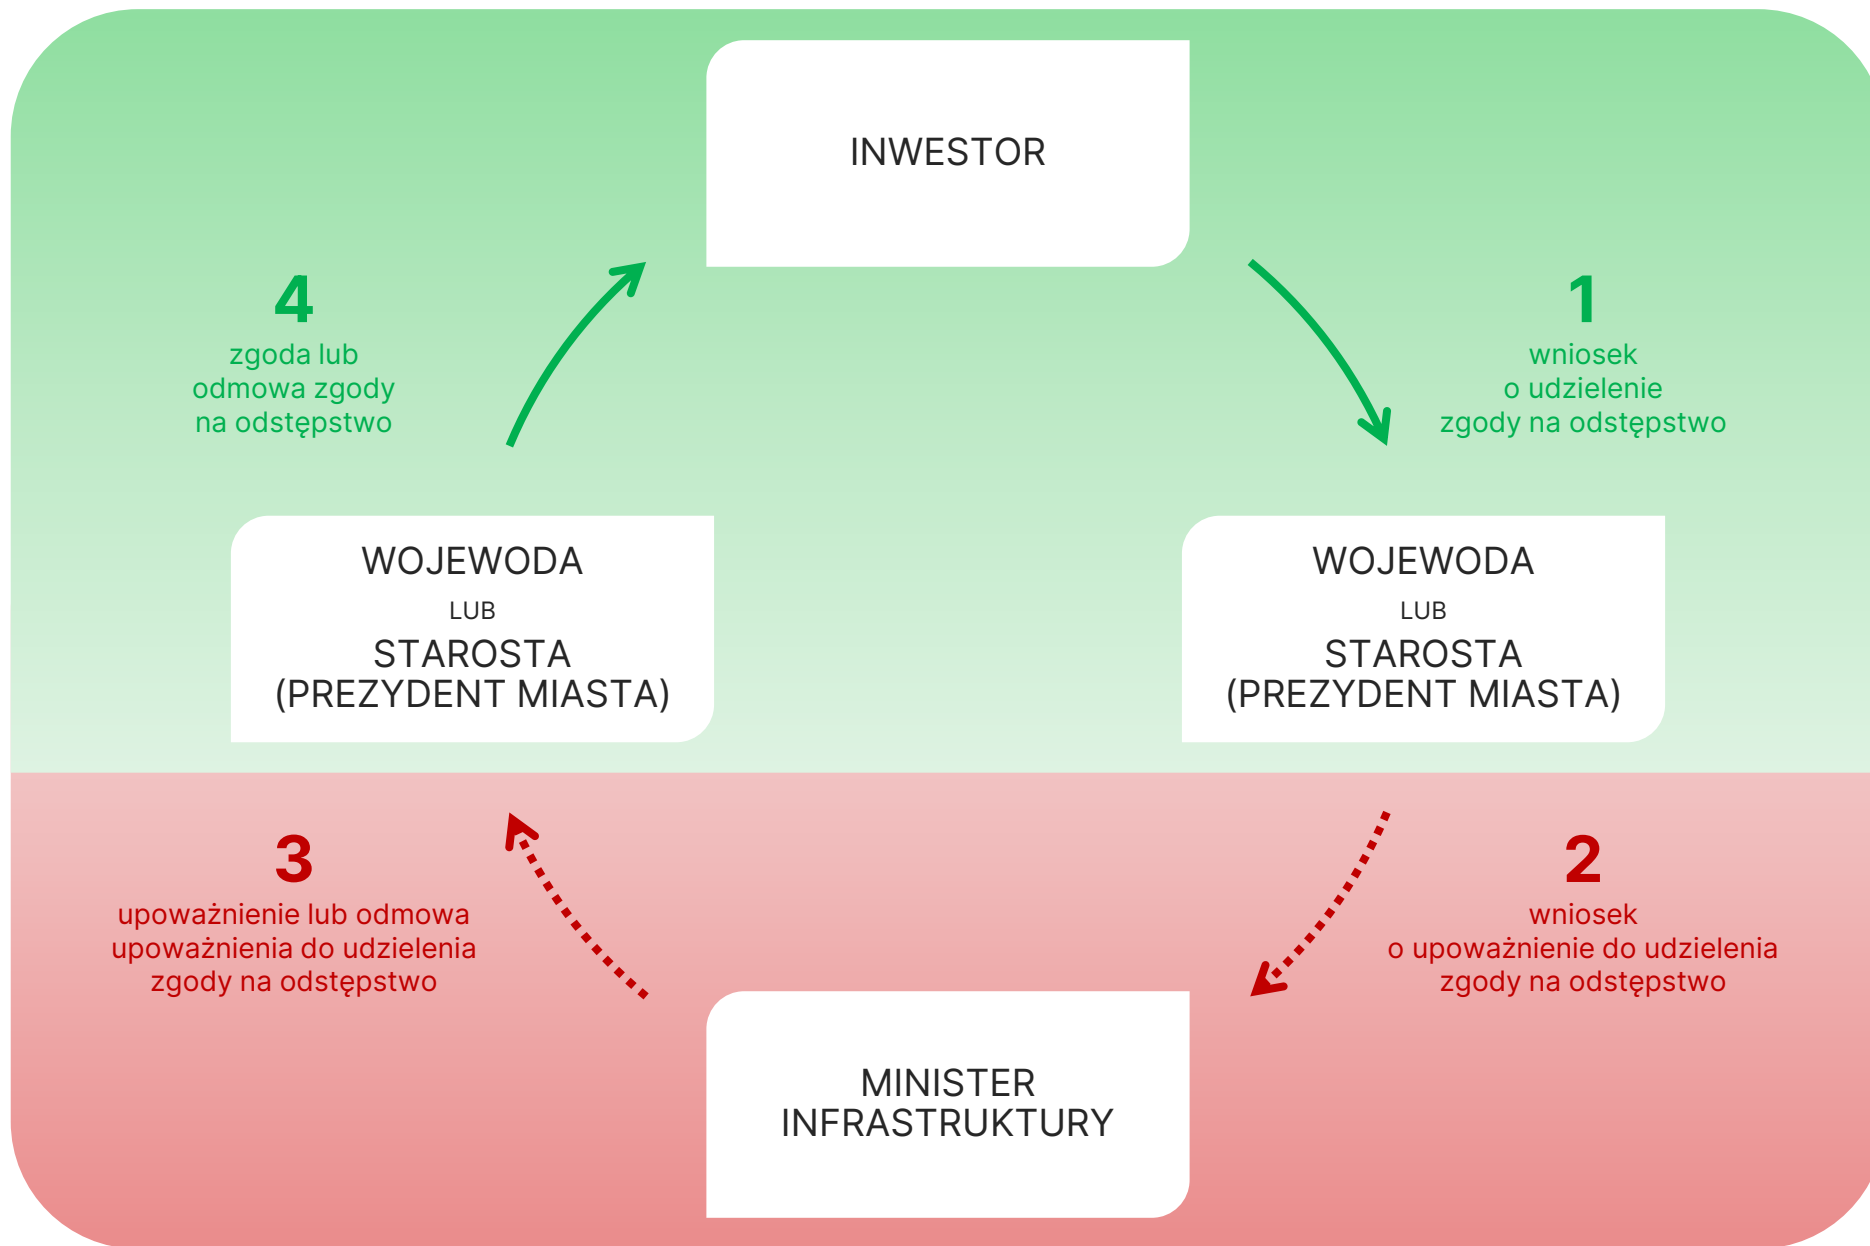 INWESTOR
1
wniosek
o udzielenie
zgody na odstępstwo
4
zgoda lub
odmowa zgody
na odstępstwo
WOJEWODA
LUB
STAROSTA
(PREZYDENT MIASTA)
WOJEWODA
LUB
STAROSTA
(PREZYDENT MIASTA)
2
wniosek
o upoważnienie do udzielenia
zgody na odstępstwo
3
upoważnienie lub odmowa
upoważnienia do udzielenia
zgody na odstępstwo
MINISTER
INFRASTRUKTURY